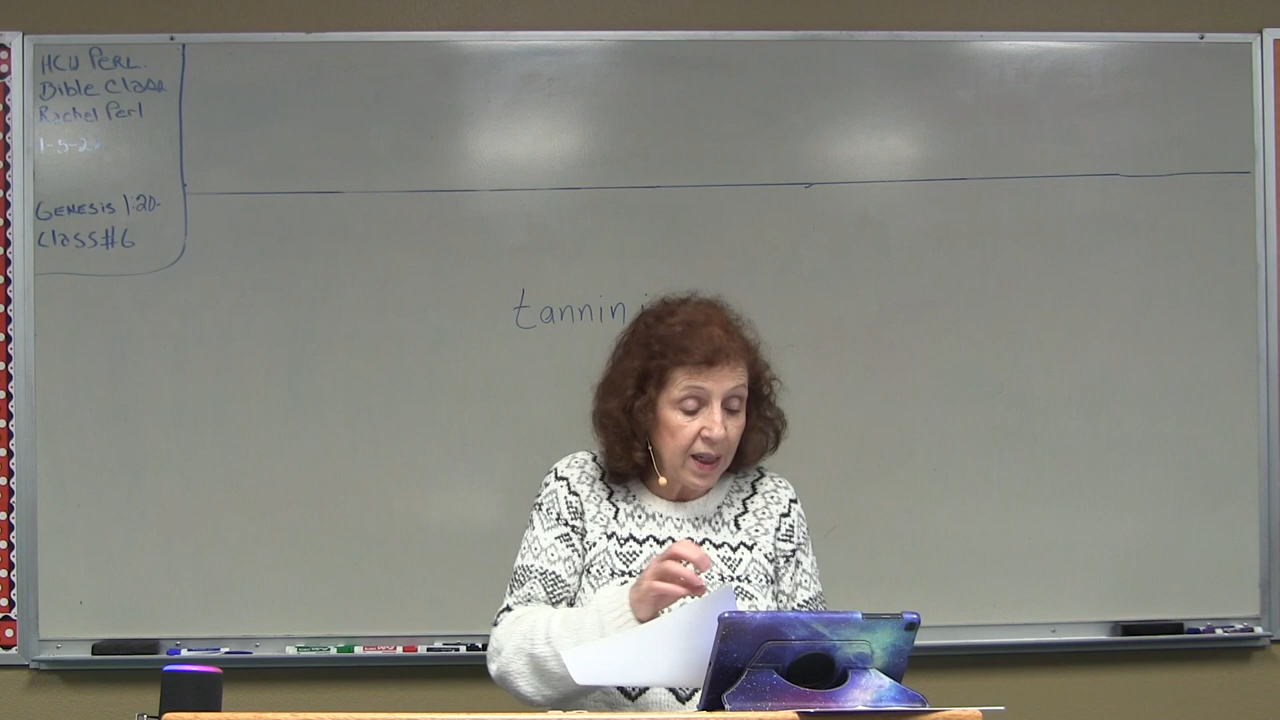 HCU PERL.
Bible Class
Rachel Perl
GENESIS 1:20-
Class#6
tannin